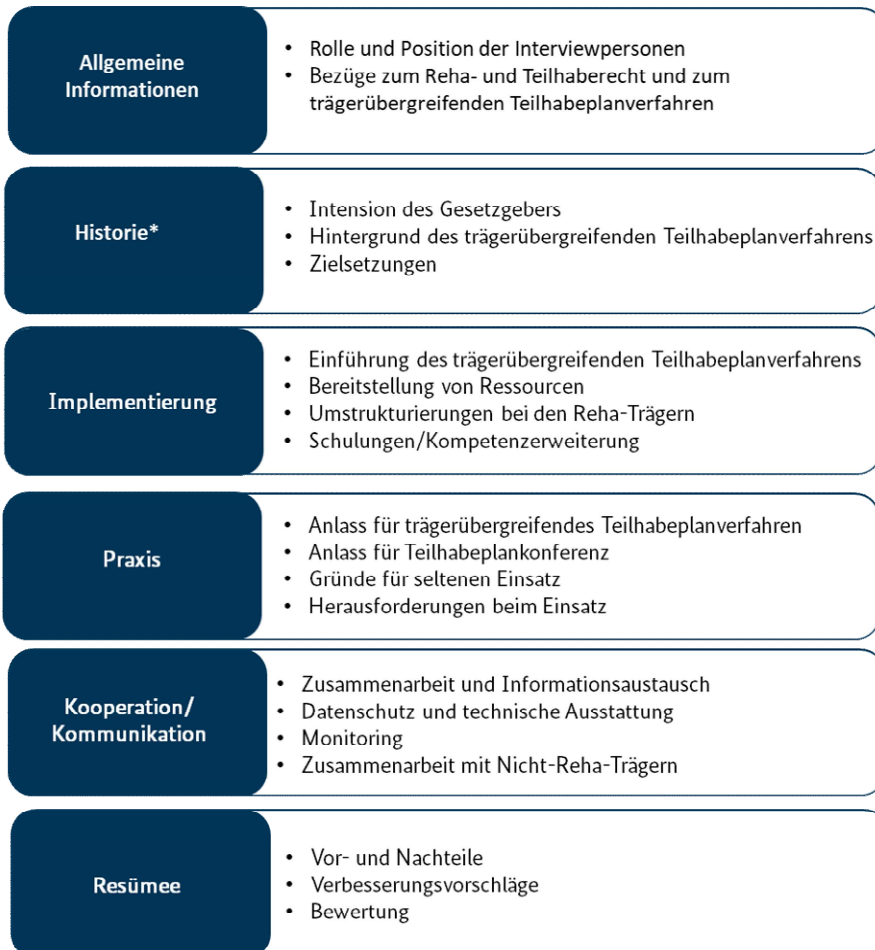 Allgemeine
Informationen
• Rolle und Position der Interviewpersonen
• Bezüge zum Reha- und Teilhaberecht und zum
trägerübergreifenden Teilhabeplanverfahren
Historie*
• Intension des Gesetzgebers
• Hintergrund des trägerübergreifenden Teilhabeplanverfahrens
• Zielsetzungen
Implementierung
• Einführung des trägerübergreifenden Teilhabeplanverfahrens
• Bereitstellung von Ressourcen
• Umstrukturierungen bei den Reha-Trägern
• Schulungen/Kompetenzerweiterung
Praxis
• Anlass für trägerübergreifendes Teilhabeplanverfahren
• Anlass für Teilhabeplankonferenz
• Gründe für seltenen Einsatz
• Herausforderungen beim Einsatz
Kooperation/
Kommunikation
• Zusammenarbeit und Informationsaustausch
• Datenschutz und technische Ausstattung
• Monitoring
• Zusammenarbeit mit Nicht-Reha-Trägern
Resümee
• Vor- und Nachteile
• Verbesserungsvorschläge
• Bewertung